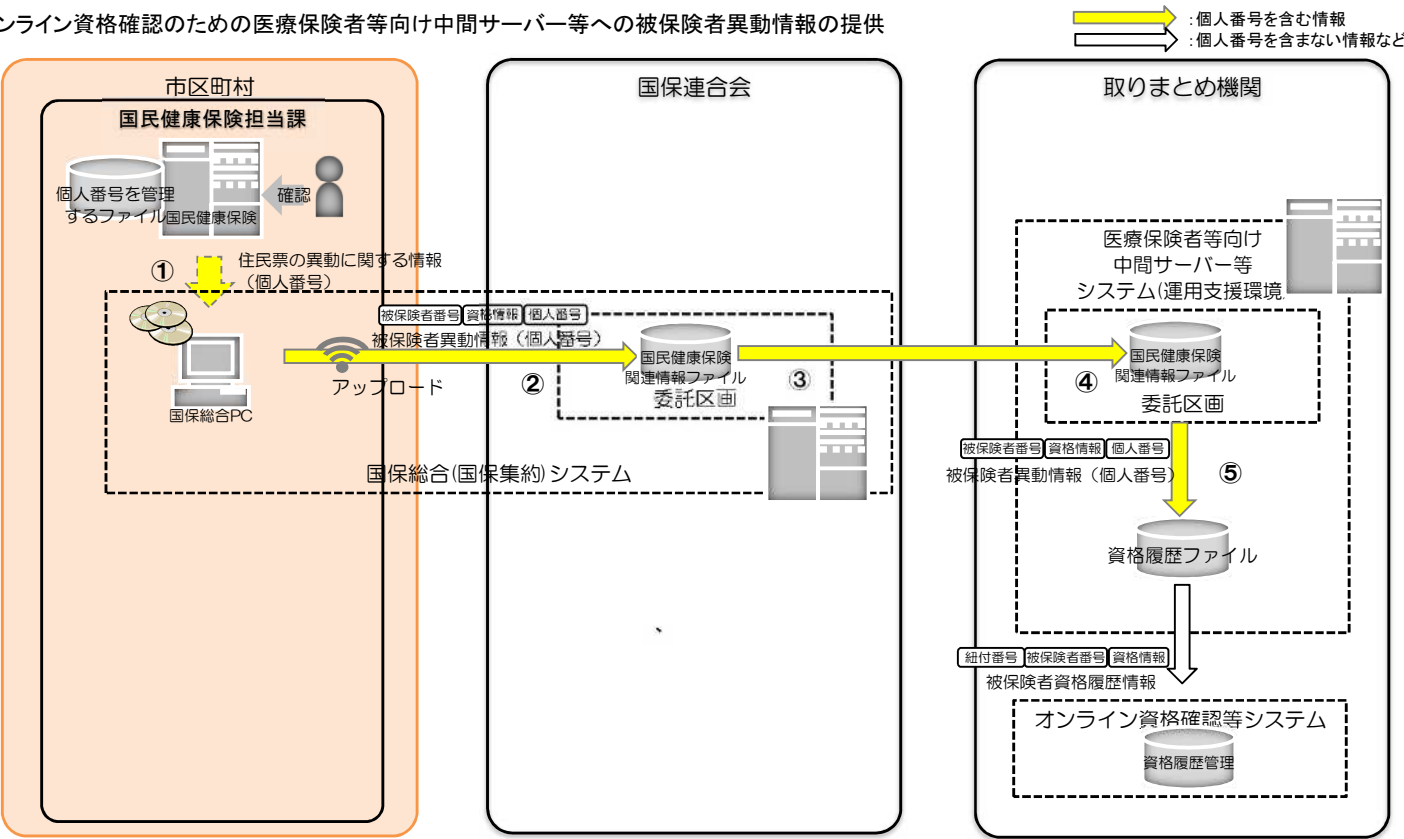 ンライン資格確認のための医療保険者等向け中間サーバー等への被保険者異動情報の提供
：個人番号を含む情報
：個人番号を含まない情報など
市区町村
国民健康保険担当課
個人番号を管理
するファイル
国民健康保険
確認
①
住民票の異動に関する情報
（個人番号）
国保総合PC
被保険者番号 資格情報 個人番号
被保険者異動情報（個人番号）
アップロード
②
国保連合会
国民健康保険
関連情報ファイル
委託区画
③
国保総合(国保集約)システム
取りまとめ機関
医療保険者等向け
中間サーバー等
システム(運用支援環境
国民健康保険
関連情報ファイル
④
委託区画
被保険者番号 資格情報 個人番号
被保険者異動情報（個人番号）
⑤
資格履歴ファイル
紐付番号 被保険者番号 資格情報
被保険者資格履歴情報
オンライン資格確認等システム
資格履歴管理